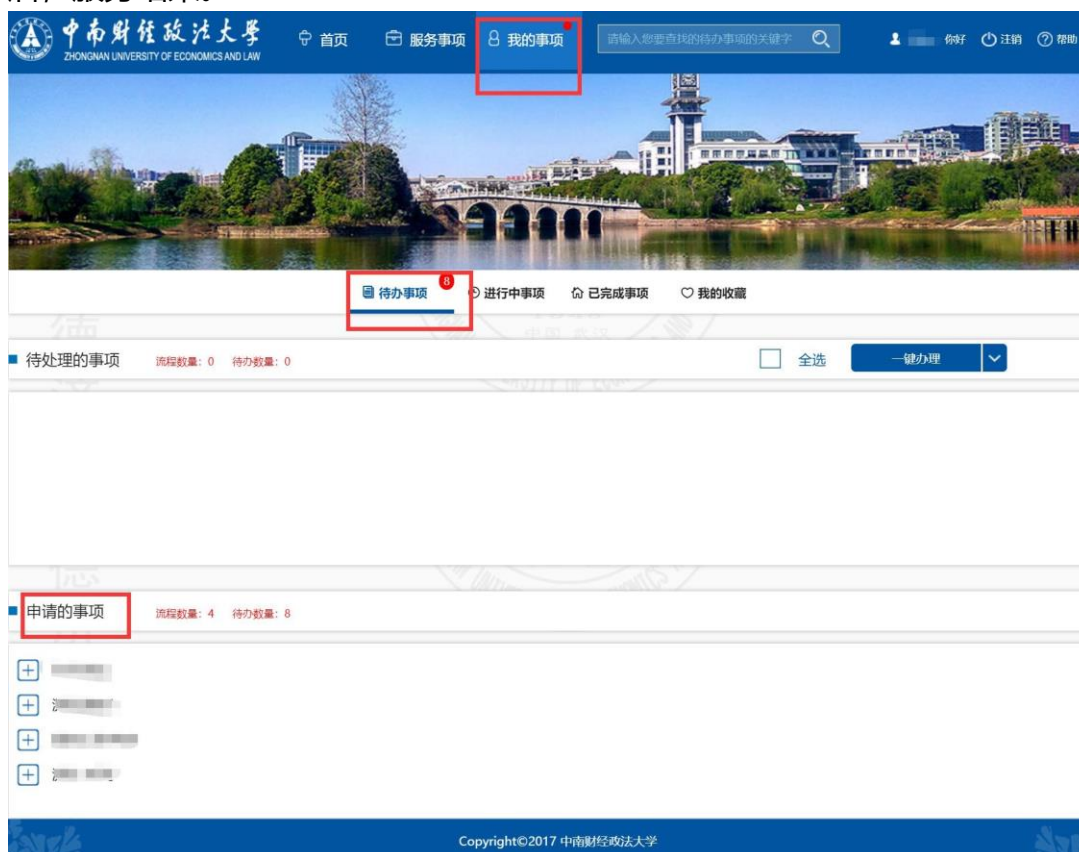 中南财经政法大学
ZHONGNAN UNIVERSITY OF ECONOMICS AND LAW
首页 服务事项 我的事项 请输入您要查找的待办事项的关键字 你好 注销 帮助
待办事项 8 进行中事项 已完成事项 我的收藏
待处理的事项 流程数量：0 待办数量：0 全选 一键办理
申请的事项 流程数量：4 待办数量：8
Copyright©2017 中南财经政法大学